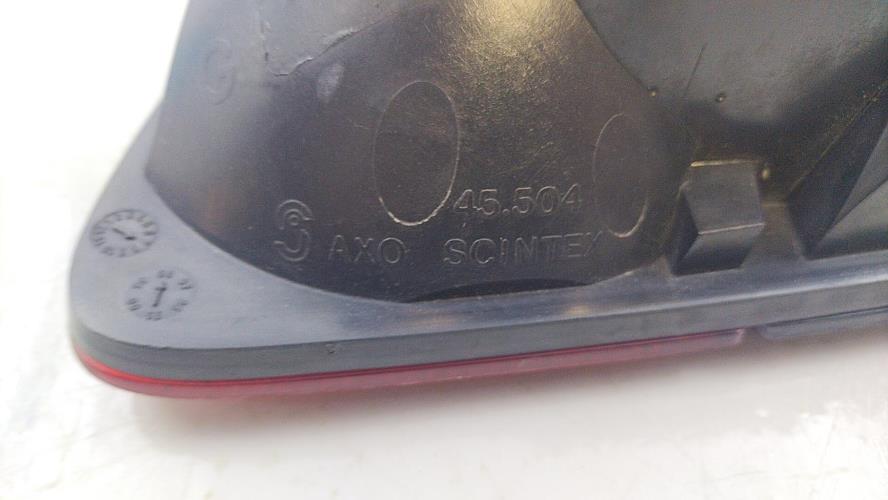 G
45.504
AXO SCINTEX